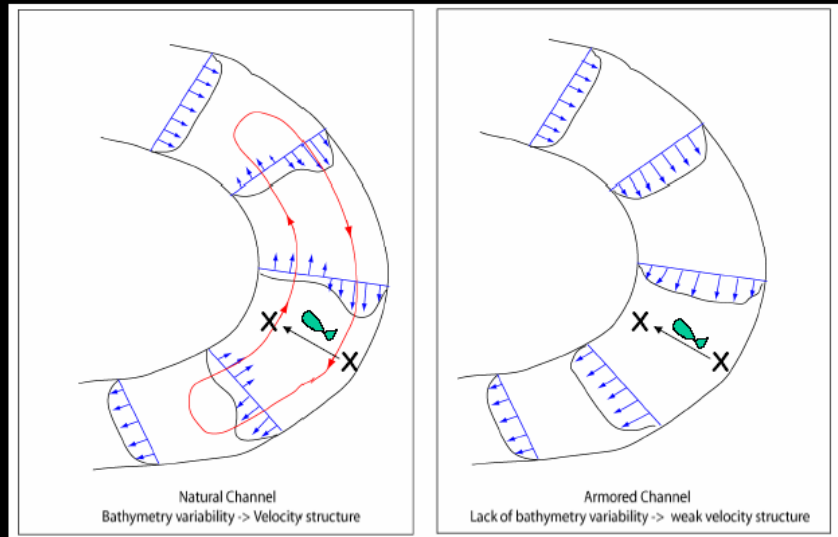 X
X
Natural Channel
Bathymetry variability -> Velocity structure
X
X
Armored Channel
Lack of bathymetry variability -> weak velocity structure